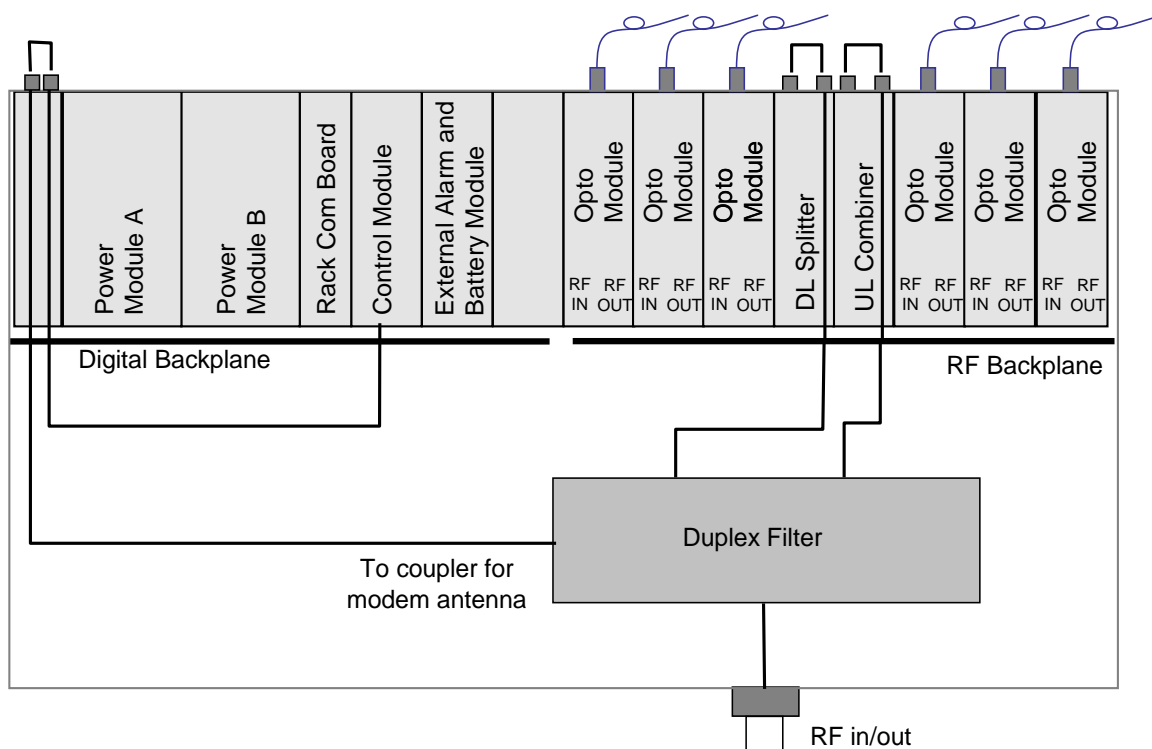 Power
Module A
Power
Module B
Rack Com Board
Control Module
External Alarm and
Battery Module
Opto
Module
RF
IN
RF
OUT
Opto
Module
RF
IN
RF
OUT
Opto
Module
RF
IN
RF
OUT
DL Splitter
UL Combiner
Opto
Module
RF
IN
RF
OUT
Opto
Module
RF
IN
RF
OUT
Opto
Module
RF
IN
RF
OUT
Digital Backplane
RF Backplane
Duplex Filter
To coupler for
modem antenna
RF in/out